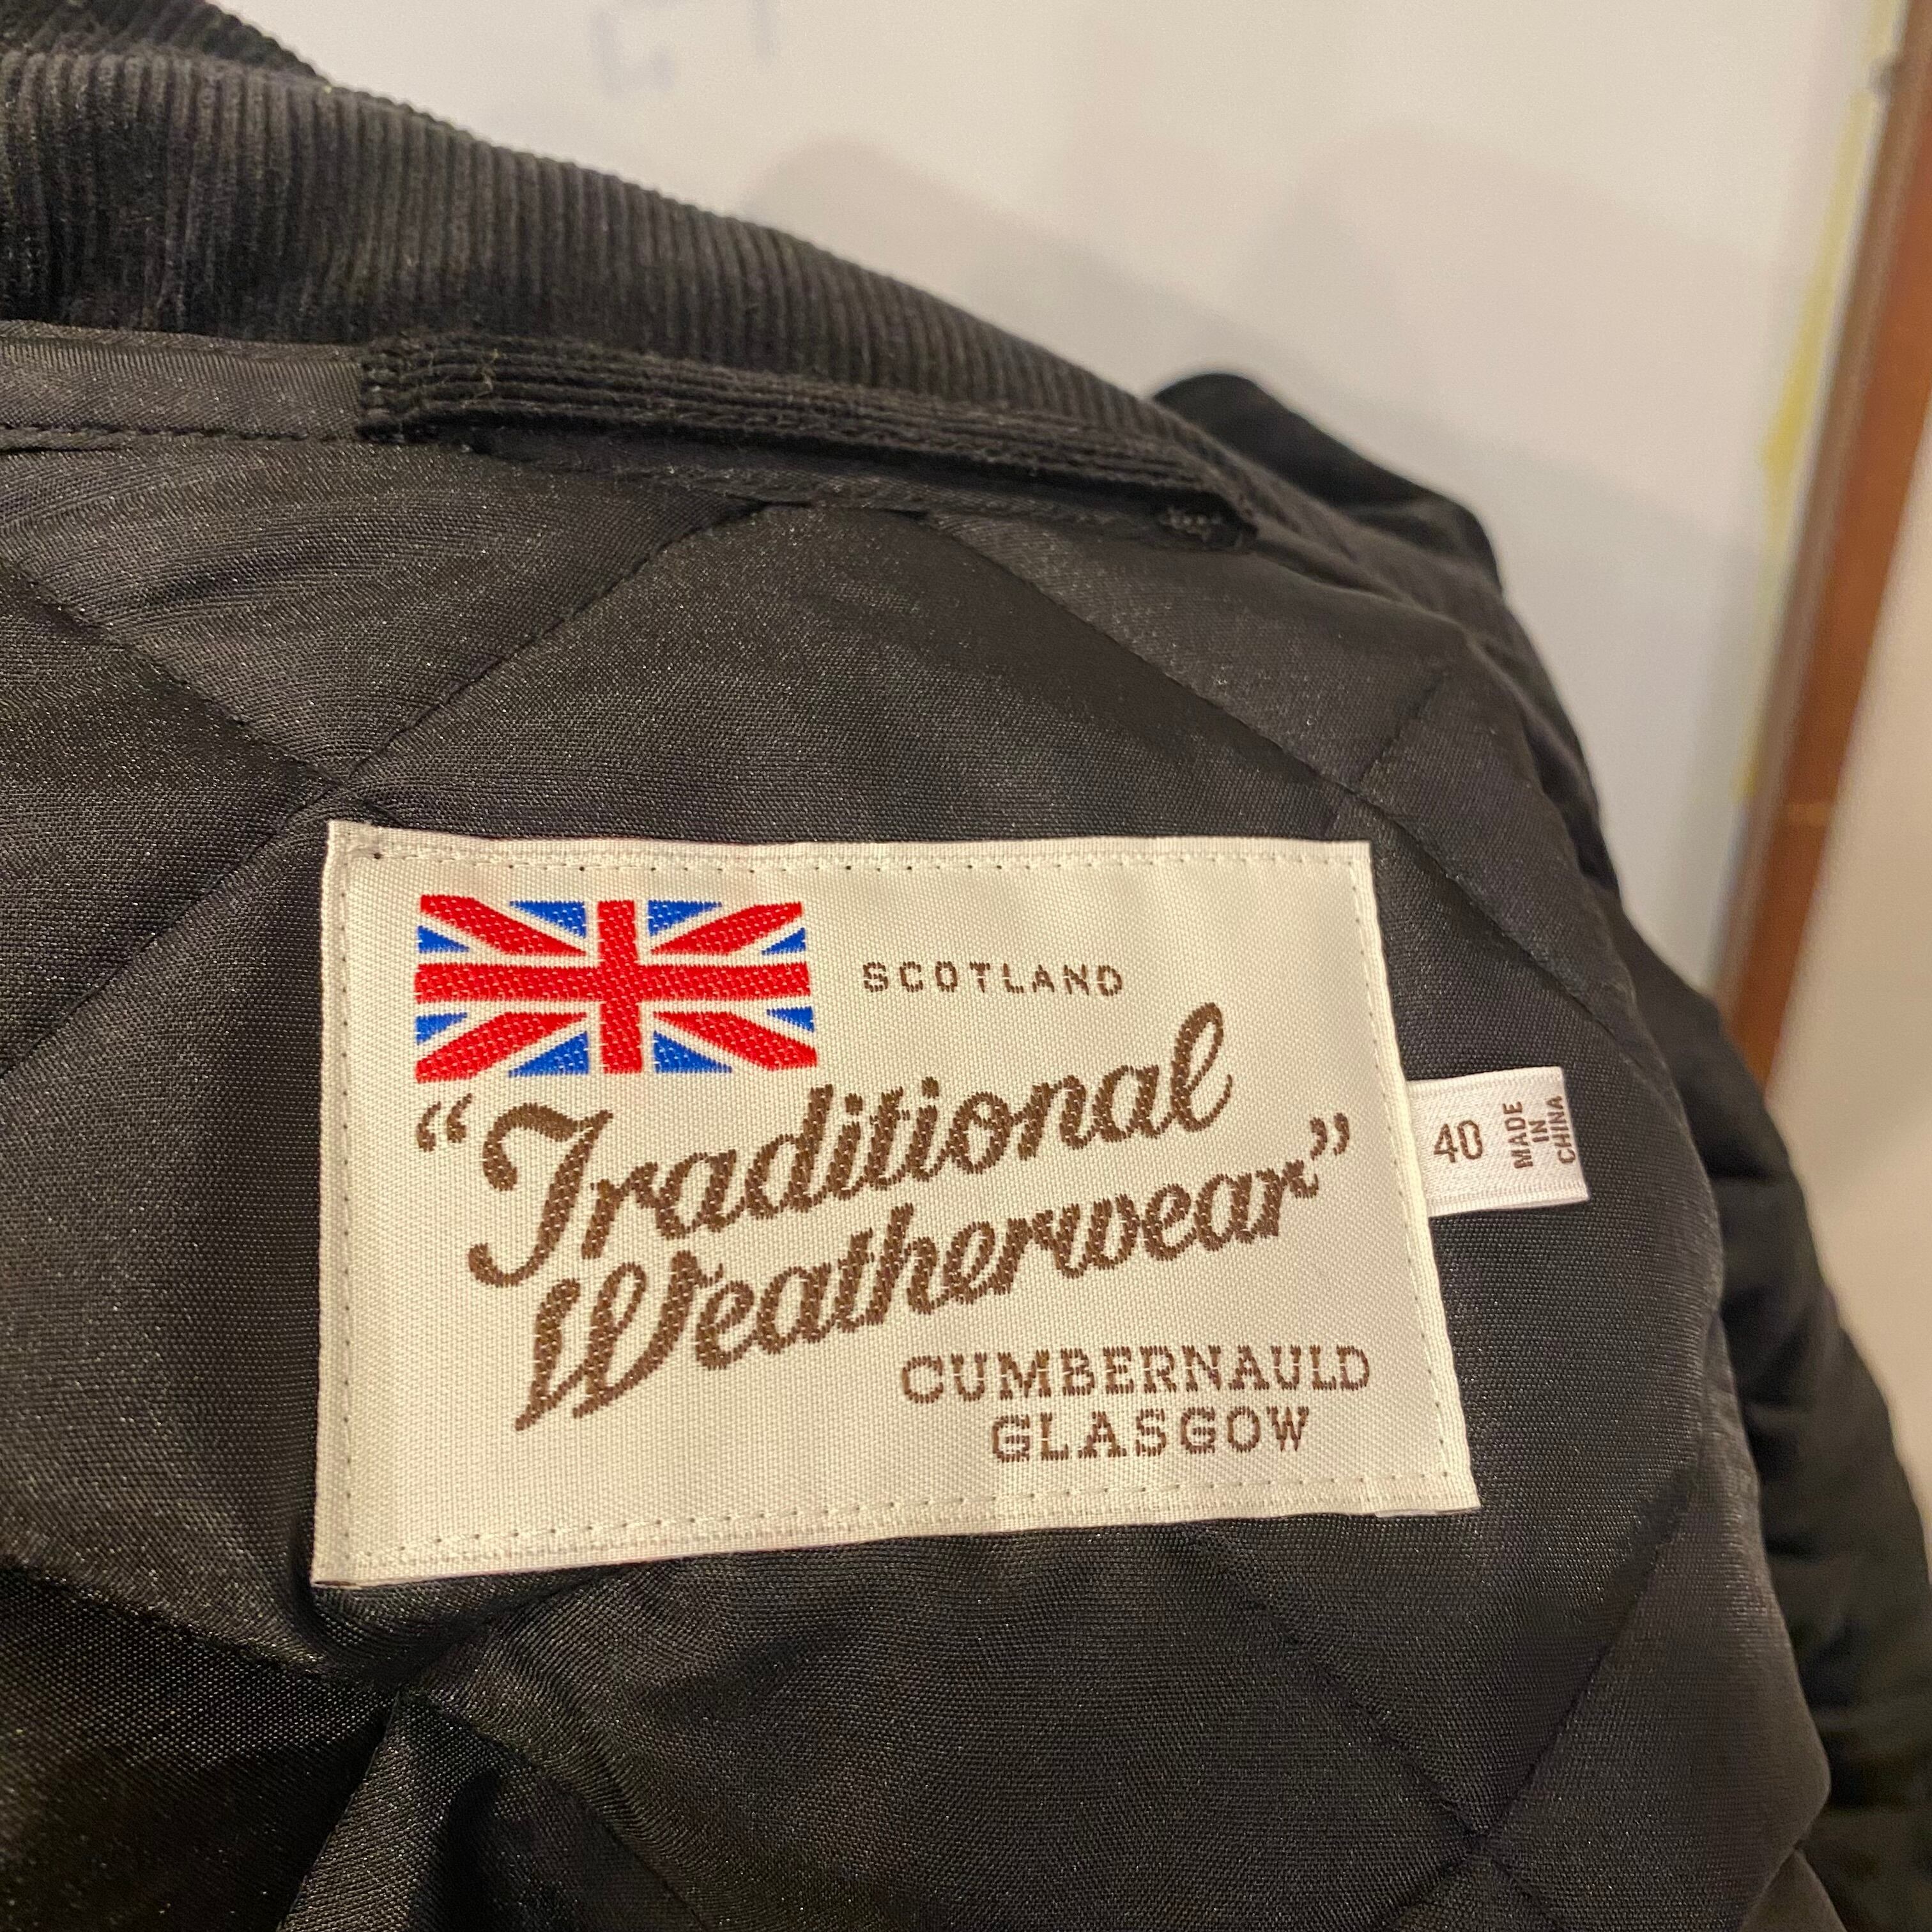 SCOTLAND
“Traditional
Weatherwear”
CUMBERNAULD
GLASGOW
40
MADE
IN
CHINA